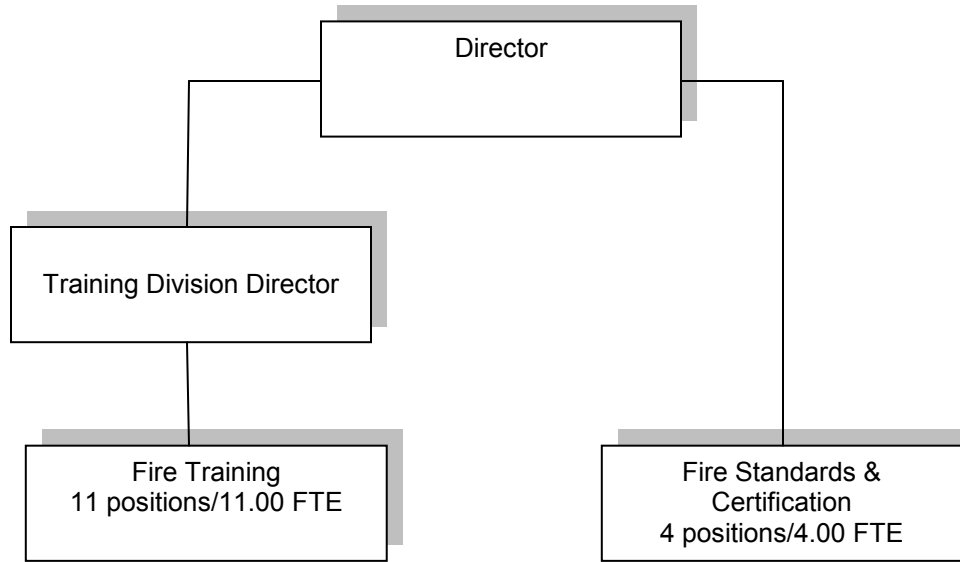 Director
Training Division Director
Fire Training
11 positions/11.00 FTE
Fire Standards &
Certification
4 positions/4.00 FTE